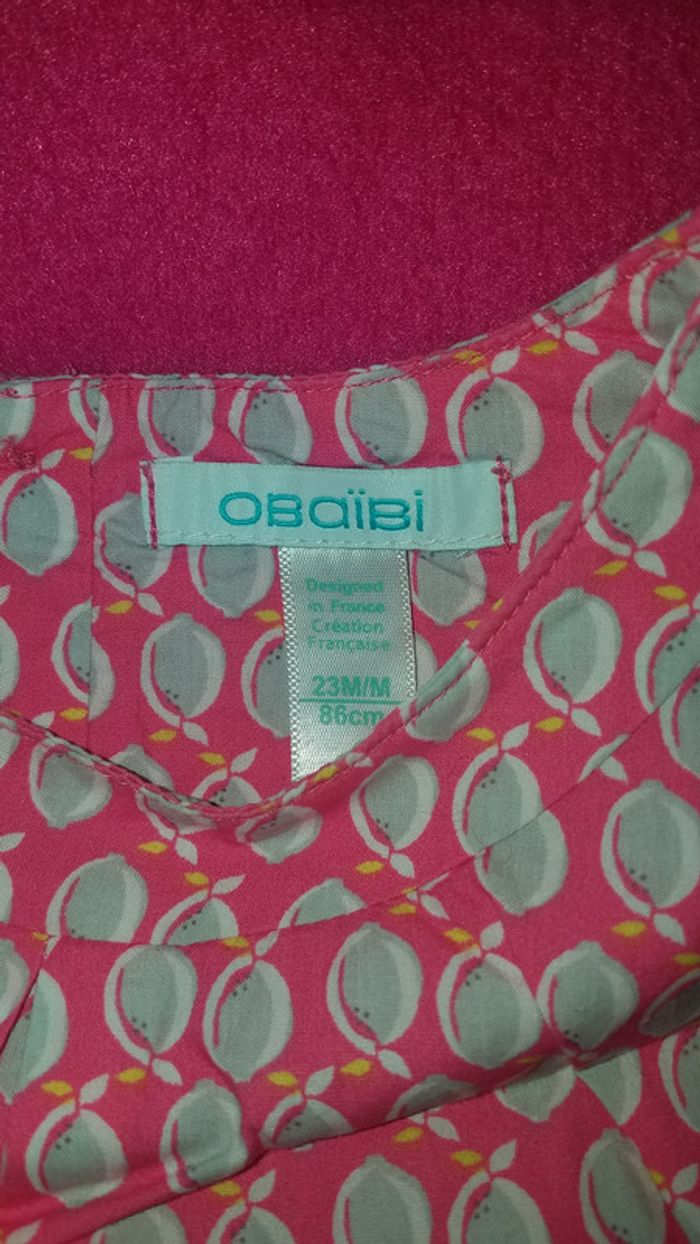 OBaïBi
Designed
in France
Création
Française
23M/M
86cm